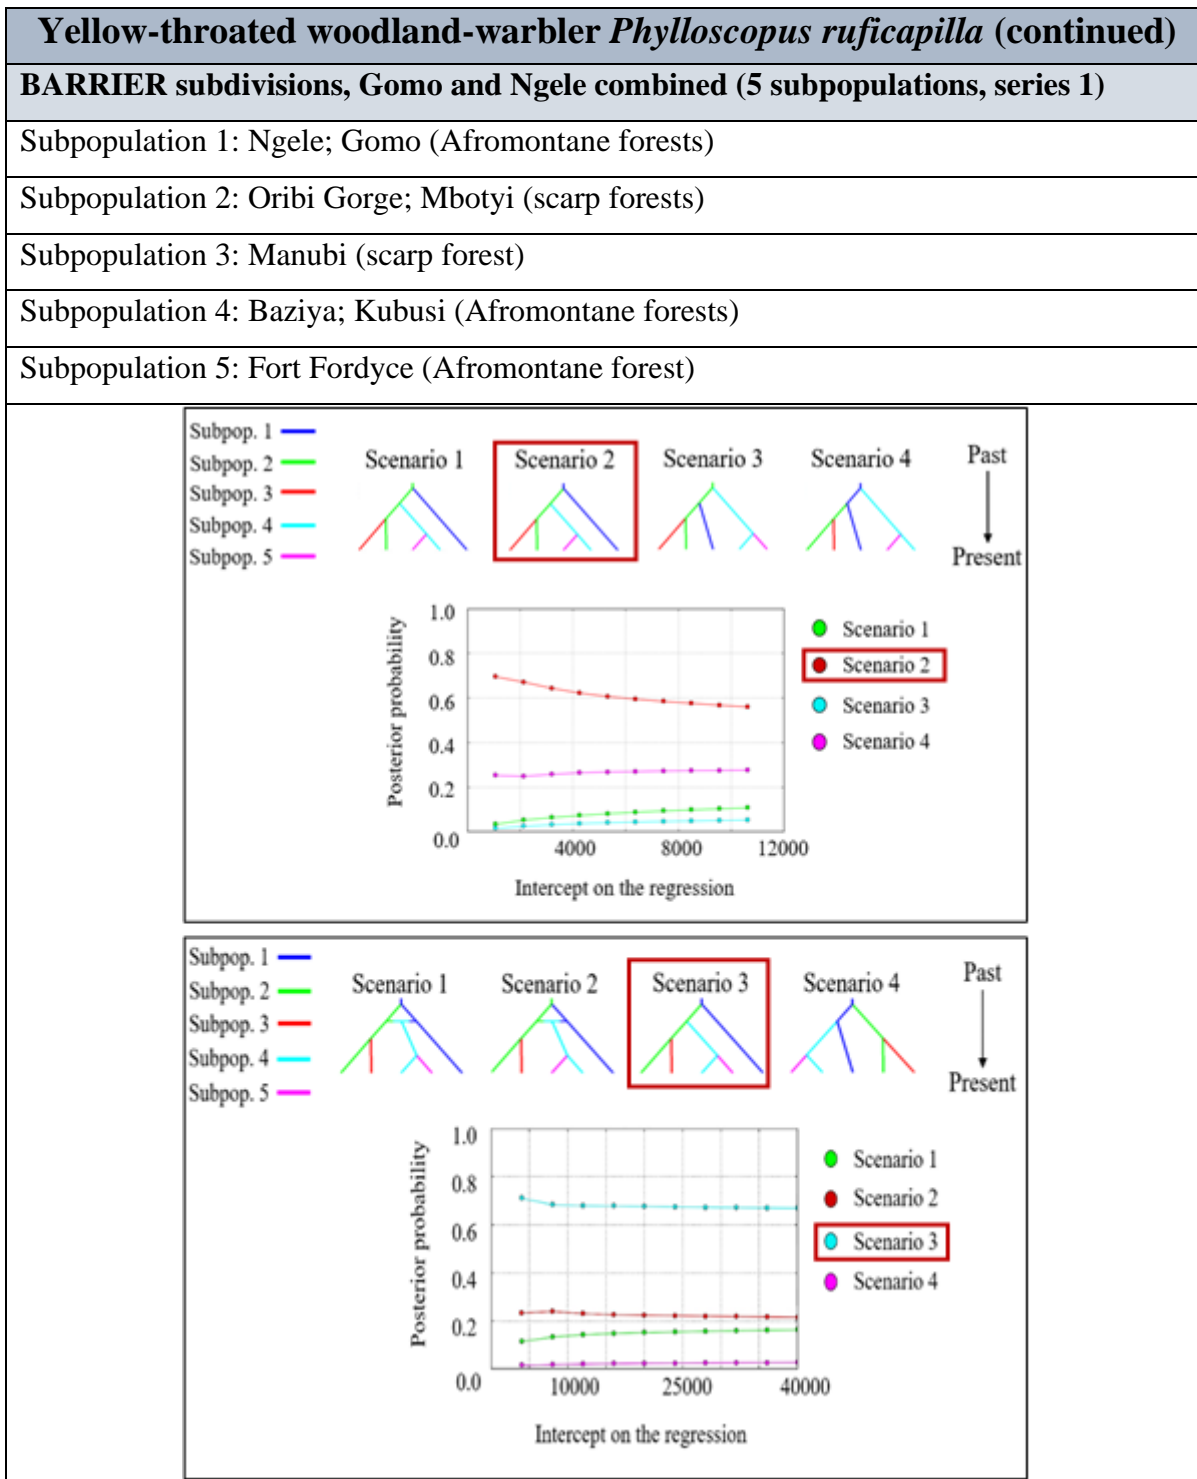 Yellow-throated woodland-warbler Phylloscopus ruficapilla (continued)
BARRIER subdivisions, Gomo and Ngele combined (5 subpopulations, series 1)
Subpopulation 1: Ngele; Gomo (Afromontane forests)
Subpopulation 2: Oribi Gorge; Mbotyi (scarp forests)
Subpopulation 3: Manubi (scarp forest)
Subpopulation 4: Baziya; Kubusi (Afromontane forests)
Subpopulation 5: Fort Fordyce (Afromontane forest)
Subpop. 1
Subpop. 2
Subpop. 3
Subpop. 4
Subpop. 5
Scenario 1 Scenario 2 Scenario 3 Scenario 4
Past
Present
Posterior probability
1.0
0.8
0.6
0.4
0.2
0.0
4000 8000 12000
Intercept on the regression
Scenario 1
Scenario 2
Scenario 3
Scenario 4
Subpop. 1
Subpop. 2
Subpop. 3
Subpop. 4
Subpop. 5
Scenario 1 Scenario 2 Scenario 3 Scenario 4
Past
Present
Posterior probability
1.0
0.8
0.6
0.4
0.2
0.0
10000 25000 40000
Intercept on the regression
Scenario 1
Scenario 2
Scenario 3
Scenario 4